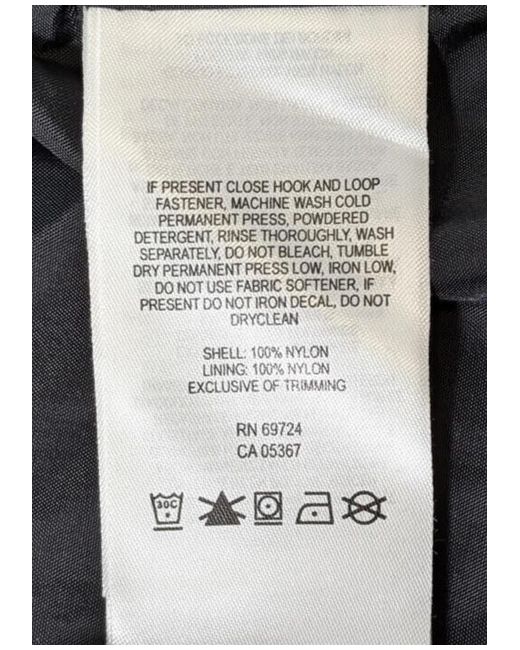 IF PRESENT CLOSE HOOK AND LOOP
FASTENER, MACHINE WASH COLD
PERMANENT PRESS, POWDERED
DETERGENT, RINSE THOROUGHLY, WASH
SEPARATELY, DO NOT BLEACH, TUMBLE
DRY PERMANENT PRESS LOW, IRON LOW,
DO NOT USE FABRIC SOFTENER, IF
PRESENT DO NOT IRON DECAL, DO NOT
DRYCLEAN
SHELL: 100% NYLON
LINING: 100% NYLON
EXCLUSIVE OF TRIMMING
RN 69724
CA 05367
30C